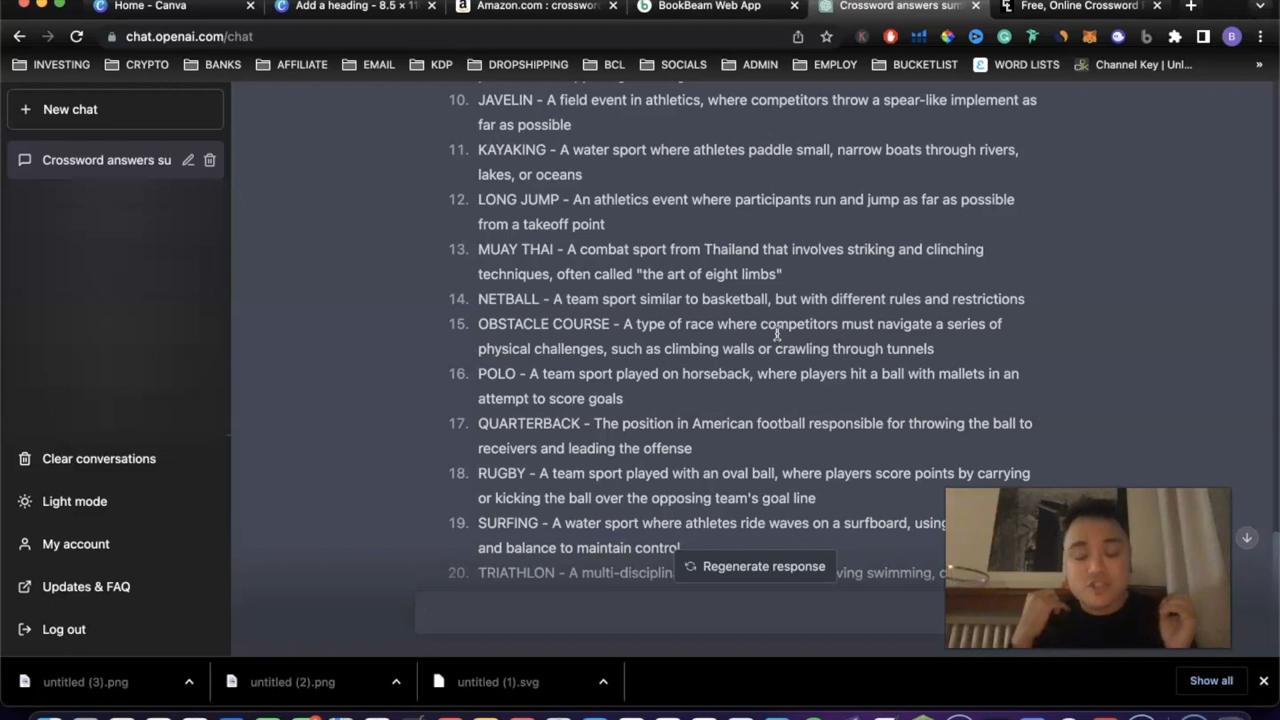 Home - Canva
Add a heading - 8.5 × 11
Amazon.com : crossword
BookBeam Web App
Crossword answers sum
Free, Online Crossword P
chat.openai.com/chat
INVESTING
CRYPTO
BANKS
AFFILIATE
EMAIL
KDP
DROPSHIPPING
BCL
SOCIALS
ADMIN
EMPLOY
BUCKETLIST
WORD LISTS
Channel Key | Unl...
New chat
Crossword answers su
10. JAVELIN - A field event in athletics, where competitors throw a spear-like implement as
far as possible
11. KAYAKING - A water sport where athletes paddle small, narrow boats through rivers,
lakes, or oceans
12. LONG JUMP - An athletics event where participants run and jump as far as possible
from a takeoff point
13. MUAY THAI - A combat sport from Thailand that involves striking and clinching
techniques, often called "the art of eight limbs"
14. NETBALL - A team sport similar to basketball, but with different rules and restrictions
15. OBSTACLE COURSE - A type of race where competitors must navigate a series of
physical challenges, such as climbing walls or crawling through tunnels
16. POLO - A team sport played on horseback, where players hit a ball with mallets in an
attempt to score goals
17. QUARTERBACK - The position in American football responsible for throwing the ball to
receivers and leading the offense
18. RUGBY - A team sport played with an oval ball, where players score points by carrying
or kicking the ball over the opposing team's goal line
19. SURFING - A water sport where athletes ride waves on a surfboard, using
and balance to maintain control
20. TRIATHLON - A multi-disciplin
ving swimming, c
Regenerate response
Clear conversations
Light mode
My account
Updates & FAQ
Log out
untitled (3).png
untitled (2).png
untitled (1).svg
Show all